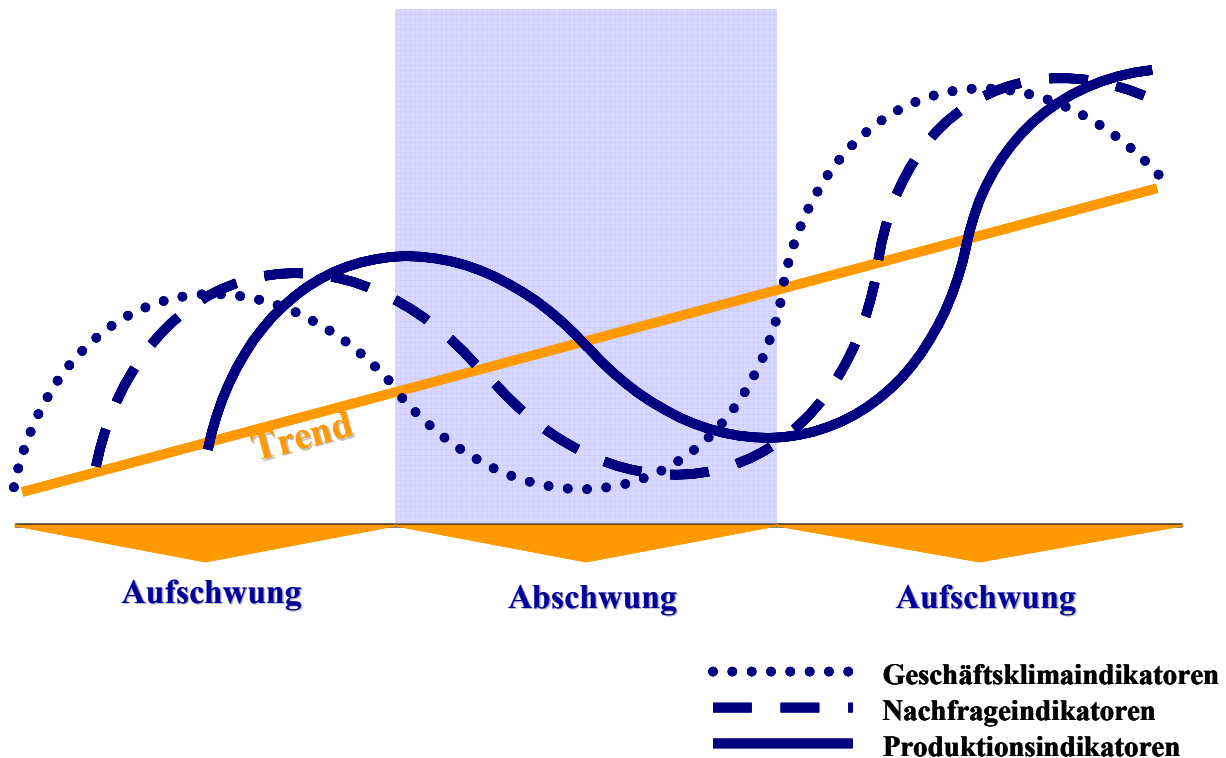 Trend
Aufschwung
Abschwung
Aufschwung
Geschäftsklimaindikatoren
Nachfrageindikatoren
Produktionsindikatoren